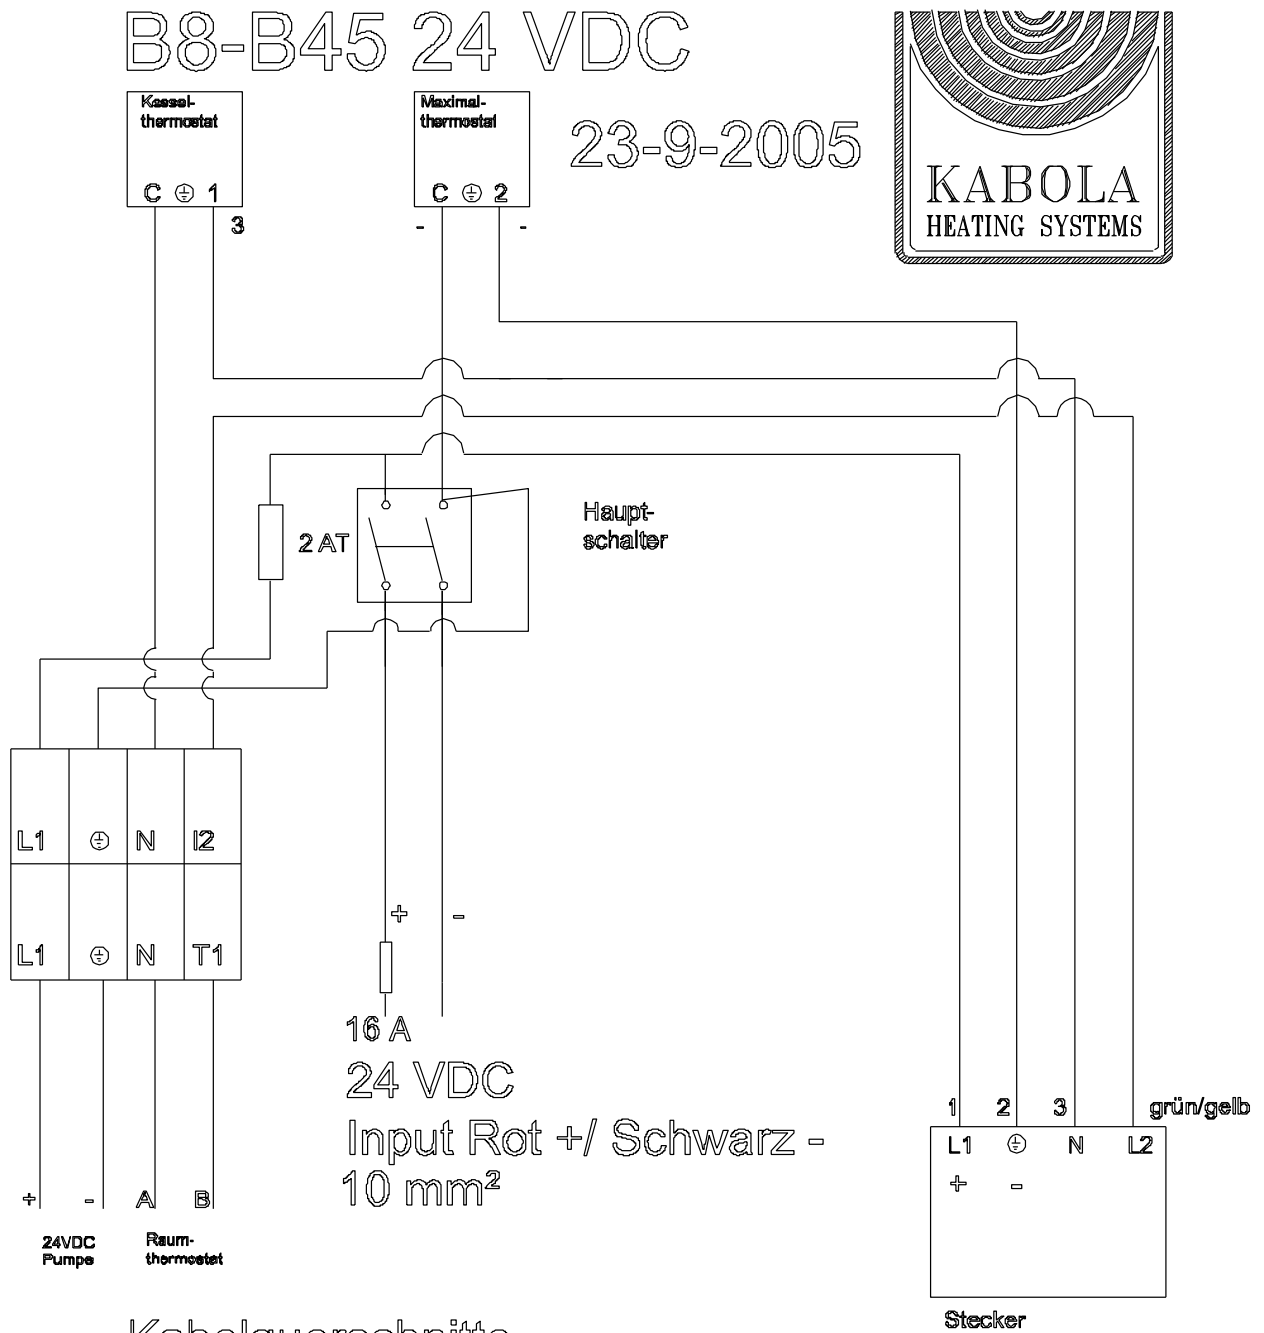 B8-B45 24 VDC
Kessel-
thermostat
C 1
3
Maximal-
thermostat
C 2
- -
23-9-2005
KABOLA
HEATING SYSTEMS
2 AT
Haupt-
schalter
L1 N I2
L1 N T1
+ - A B
24VDC
Pumpe
Raum-
thermostat
+ -
16 A
24 VDC
Input Rot +/ Schwarz -
10 mm²
1 2 3 grün/gelb
L1 N L2
+ -
Stecker
Kabelquerschnitte